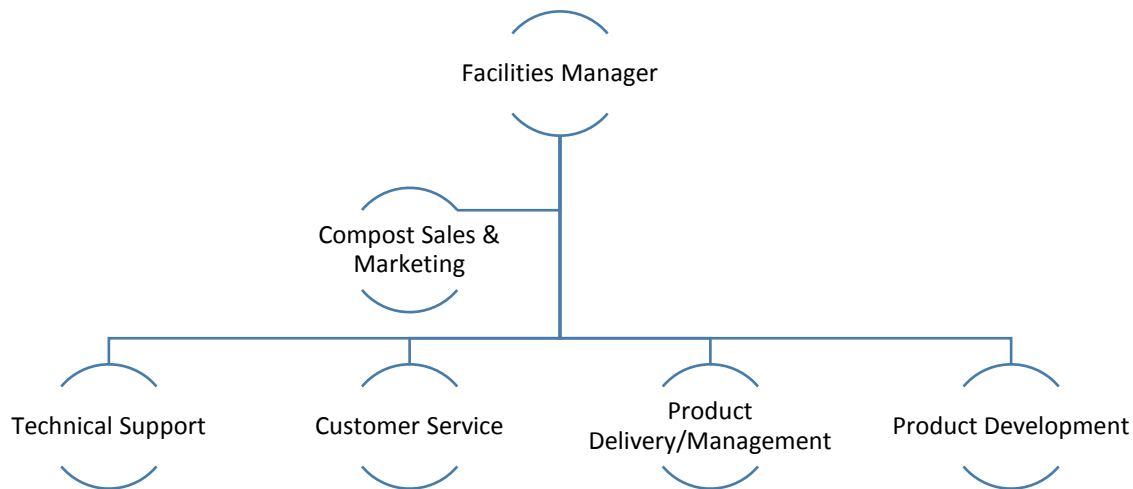 Facilities Manager
Compost Sales &
Marketing
Technical Support
Customer Service
Product
Delivery/Management
Product Development